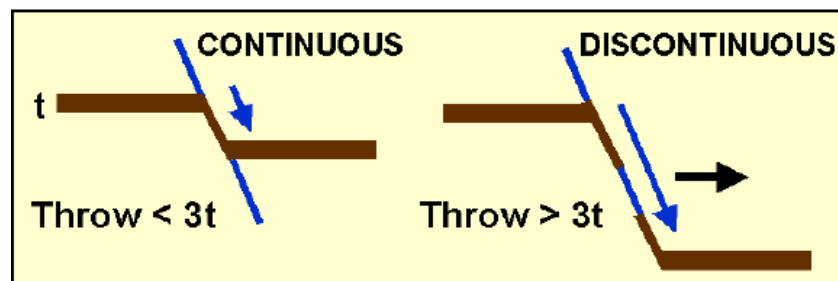 CONTINUOUS
t
Throw < 3t
DISCONTINUOUS
Throw > 3t